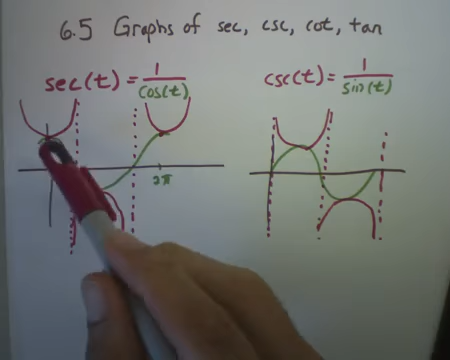 6.5 Graphs of sec, csc, cot, tan
sec(t) = 1/cos(t)
csc(t) = 1/sin(t)
2π